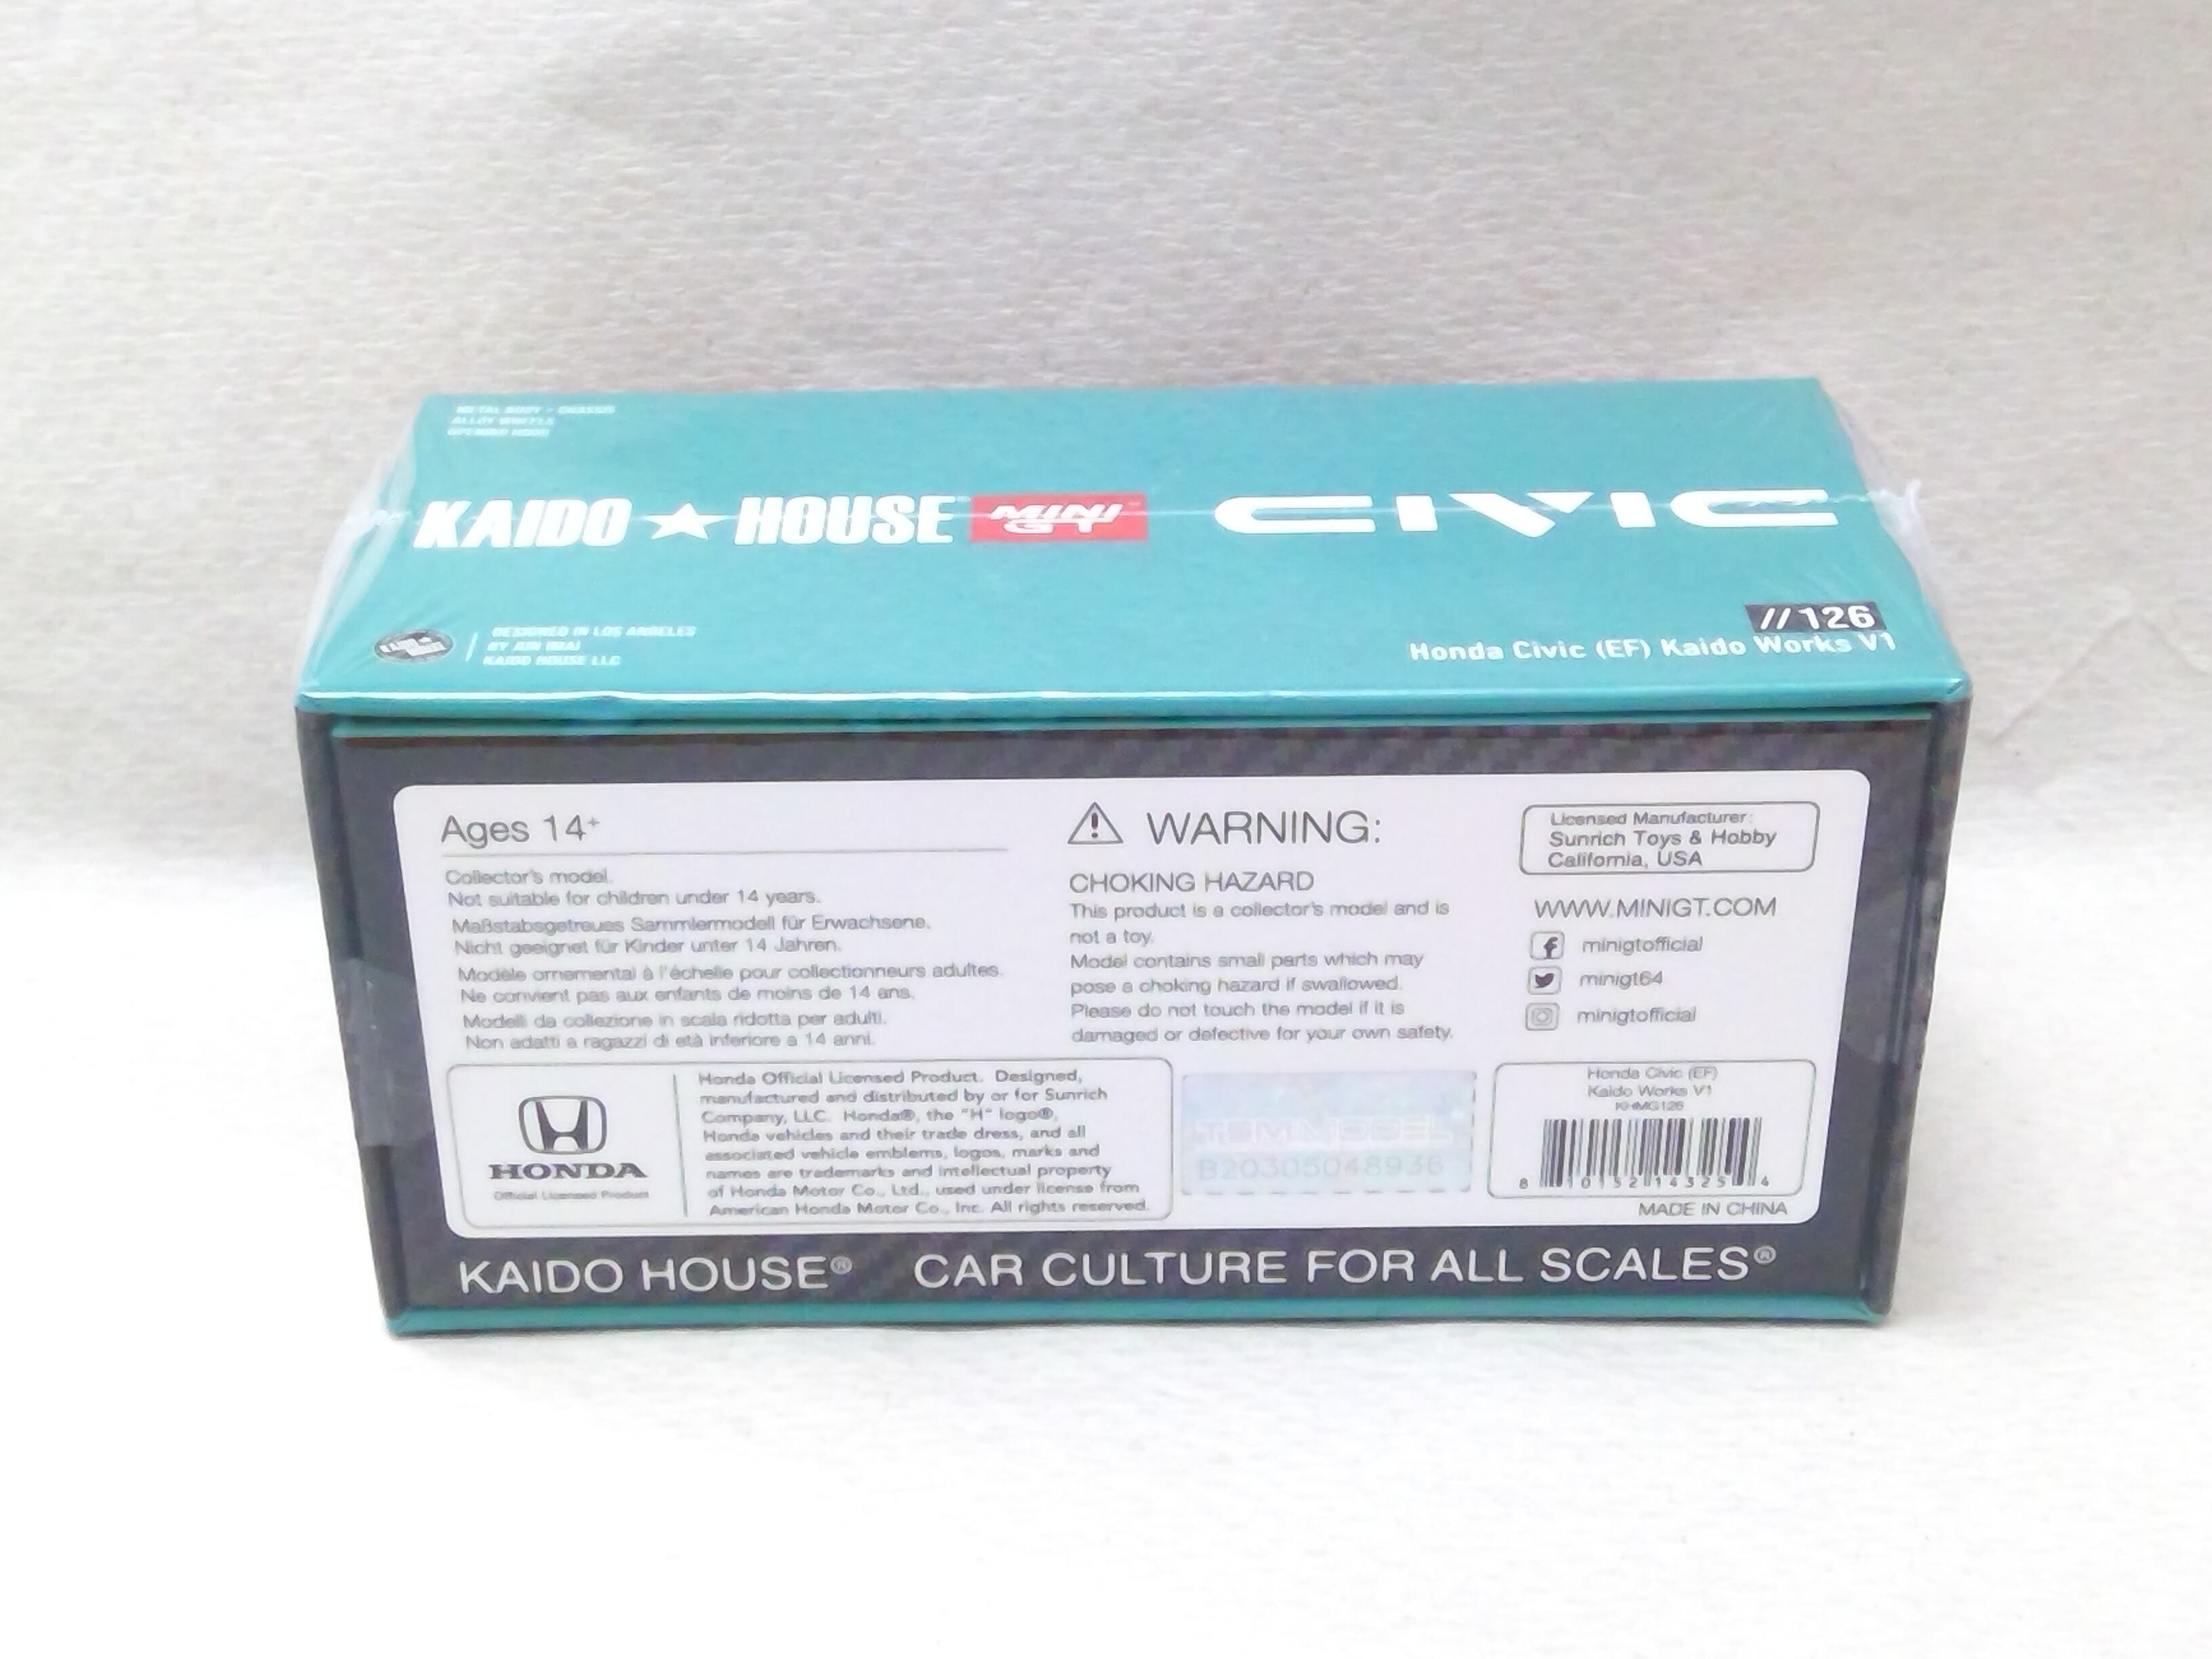 METAL BODY + CHASSIS
ALLOY WHEELS
OPENING HOOD
KAIDO ★ HOUSE MINI GT CIVIC
DESIGNED IN LOS ANGELES
BY JUN IMAI
KAIDO HOUSE LLC
//126
Honda Civic (EF) Kaido Works V1
Ages 14+
Collector's model.
Not suitable for children under 14 years.
Maßstabsgetreues Sammlermodell für Erwachsene.
Nicht geeignet für Kinder unter 14 Jahren.
Modèle ornemental à l'échelle pour collectionneurs adultes.
Ne convient pas aux enfants de moins de 14 ans.
Modelli da collezione in scala ridotta per adulti.
Non adatti a ragazzi di età inferiore a 14 anni.
WARNING:
CHOKING HAZARD
This product is a collector's model and is
not a toy.
Model contains small parts which may
pose a choking hazard if swallowed.
Please do not touch the model if it is
damaged or defective for your own safety.
Licensed Manufacturer:
Sunrich Toys & Hobby
California, USA
WWW.MINIGT.COM
minigtofficial
minigt64
minigtofficial
HONDA
Official Licensed Product
Honda Official Licensed Product. Designed,
manufactured and distributed by or for Sunrich
Company, LLC. Honda®, the "H" logo®,
Honda vehicles and their trade dress, and all
associated vehicle emblems, logos, marks and
names are trademarks and intellectual property
of Honda Motor Co., Ltd., used under license from
American Honda Motor Co., Inc. All rights reserved.
TSM MODEL
B20305048936
Honda Civic (EF)
Kaido Works V1
KHMG126
8 10152 14325 4
MADE IN CHINA
KAIDO HOUSE® CAR CULTURE FOR ALL SCALES®